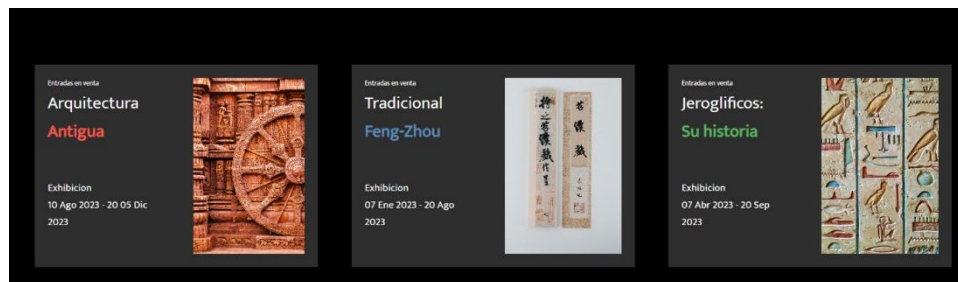 Entradas en venta
Arquitectura
Antigua
Exhibicion
10 Ago 2023 - 20 05 Dic
2023
Entradas en venta
Tradicional
Feng-Zhou
Exhibicion
07 Ene 2023 - 20 Ago
2023
Entradas en venta
Jeroglificos:
Su historia
Exhibicion
07 Abr 2023 - 20 Sep
2023